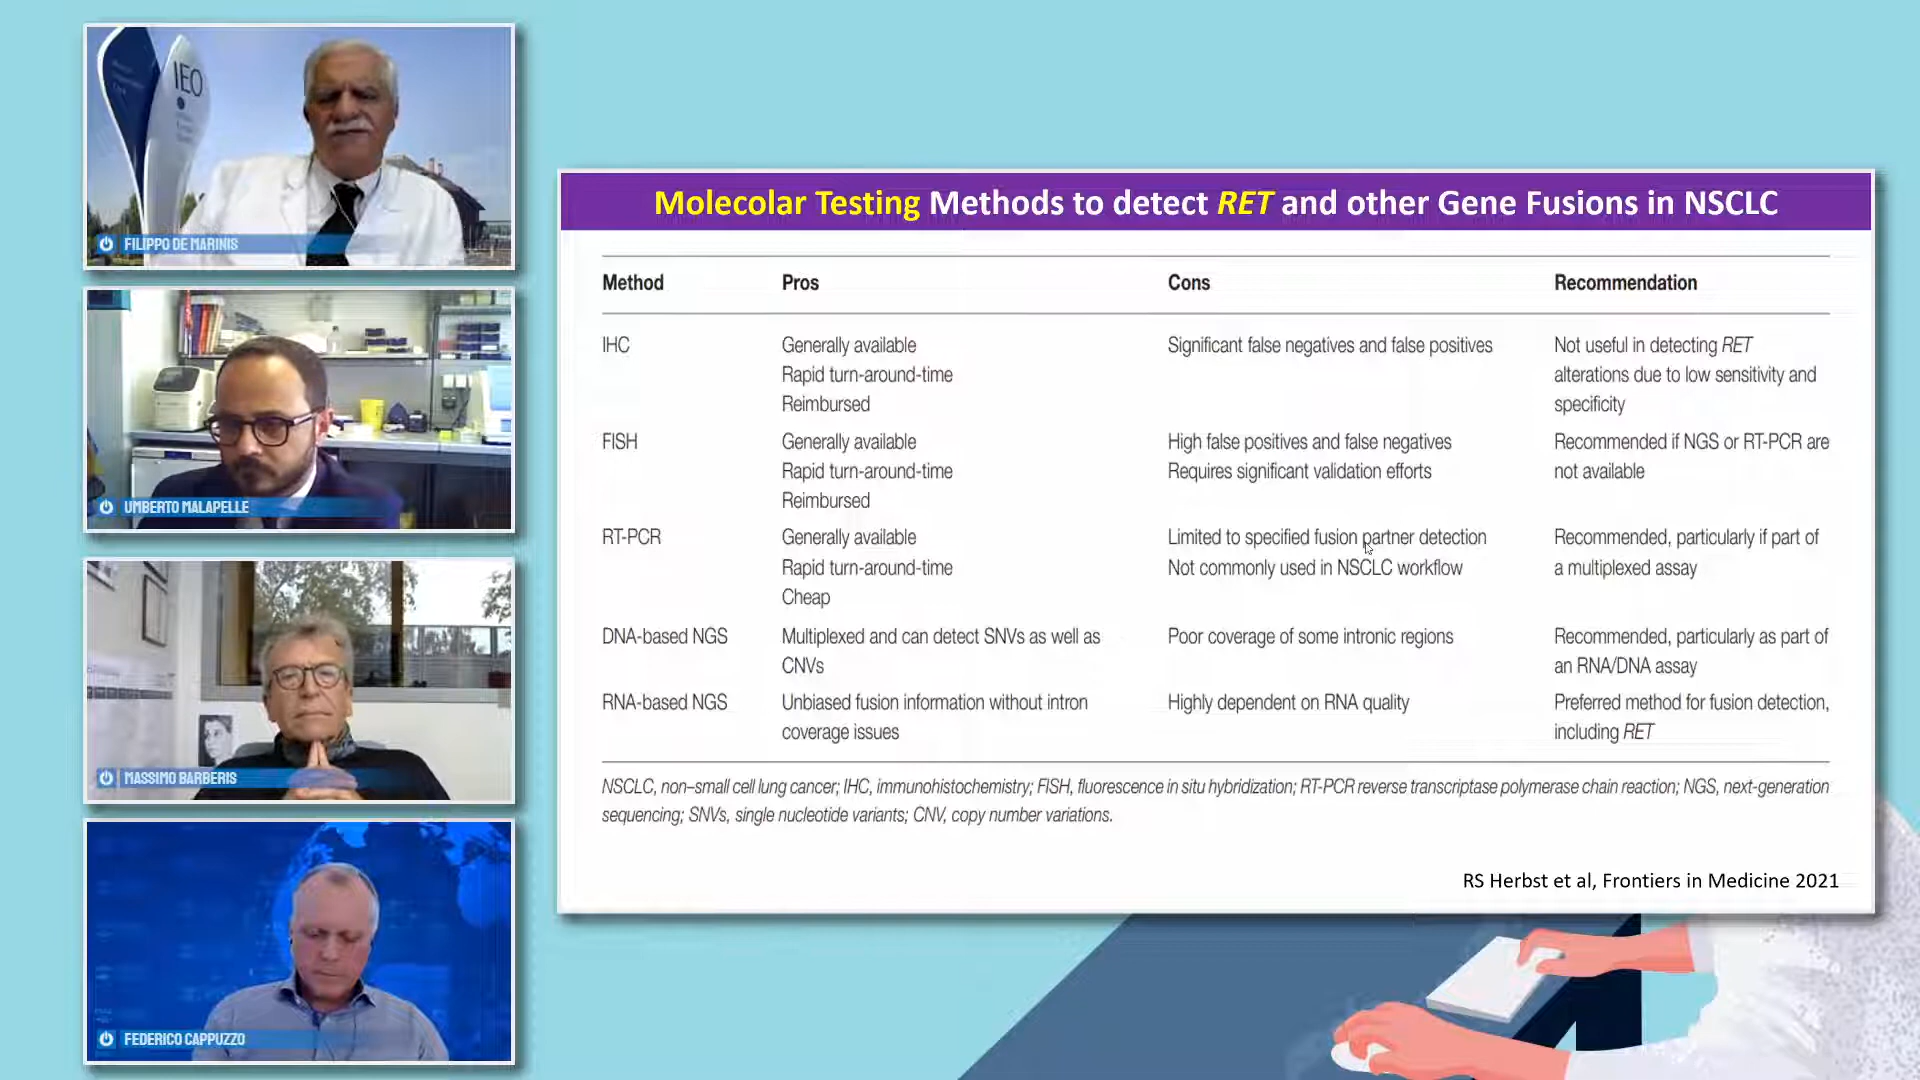 IEO
FILIPPO DE MARINIS
UMBERTO MALAPELLE
MASSIMO BARBERIS
FEDERICO CAPPUZZO
Molecolar Testing Methods to detect RET and other Gene Fusions in NSCLC
Method Pros Cons Recommendation
IHC Generally available Significant false negatives and false positives Not useful in detecting RET
Rapid turn-around-time alterations due to low sensitivity and
Reimbursed specificity
FISH Generally available High false positives and false negatives Recommended if NGS or RT-PCR are
Rapid turn-around-time Requires significant validation efforts not available
Reimbursed
RT-PCR Generally available Limited to specified fusion partner detection Recommended, particularly if part of
Rapid turn-around-time Not commonly used in NSCLC workflow a multiplexed assay
Cheap
DNA-based NGS Multiplexed and can detect SNVs as well as Poor coverage of some intronic regions Recommended, particularly as part of
CNVs an RNA/DNA assay
RNA-based NGS Unbiased fusion information without intron Highly dependent on RNA quality Preferred method for fusion detection,
coverage issues including RET
NSCLC, non–small cell lung cancer; IHC, immunohistochemistry; FISH, fluorescence in situ hybridization; RT-PCR reverse transcriptase polymerase chain reaction; NGS, next-generation
sequencing; SNVs, single nucleotide variants; CNV, copy number variations.
RS Herbst et al, Frontiers in Medicine 2021